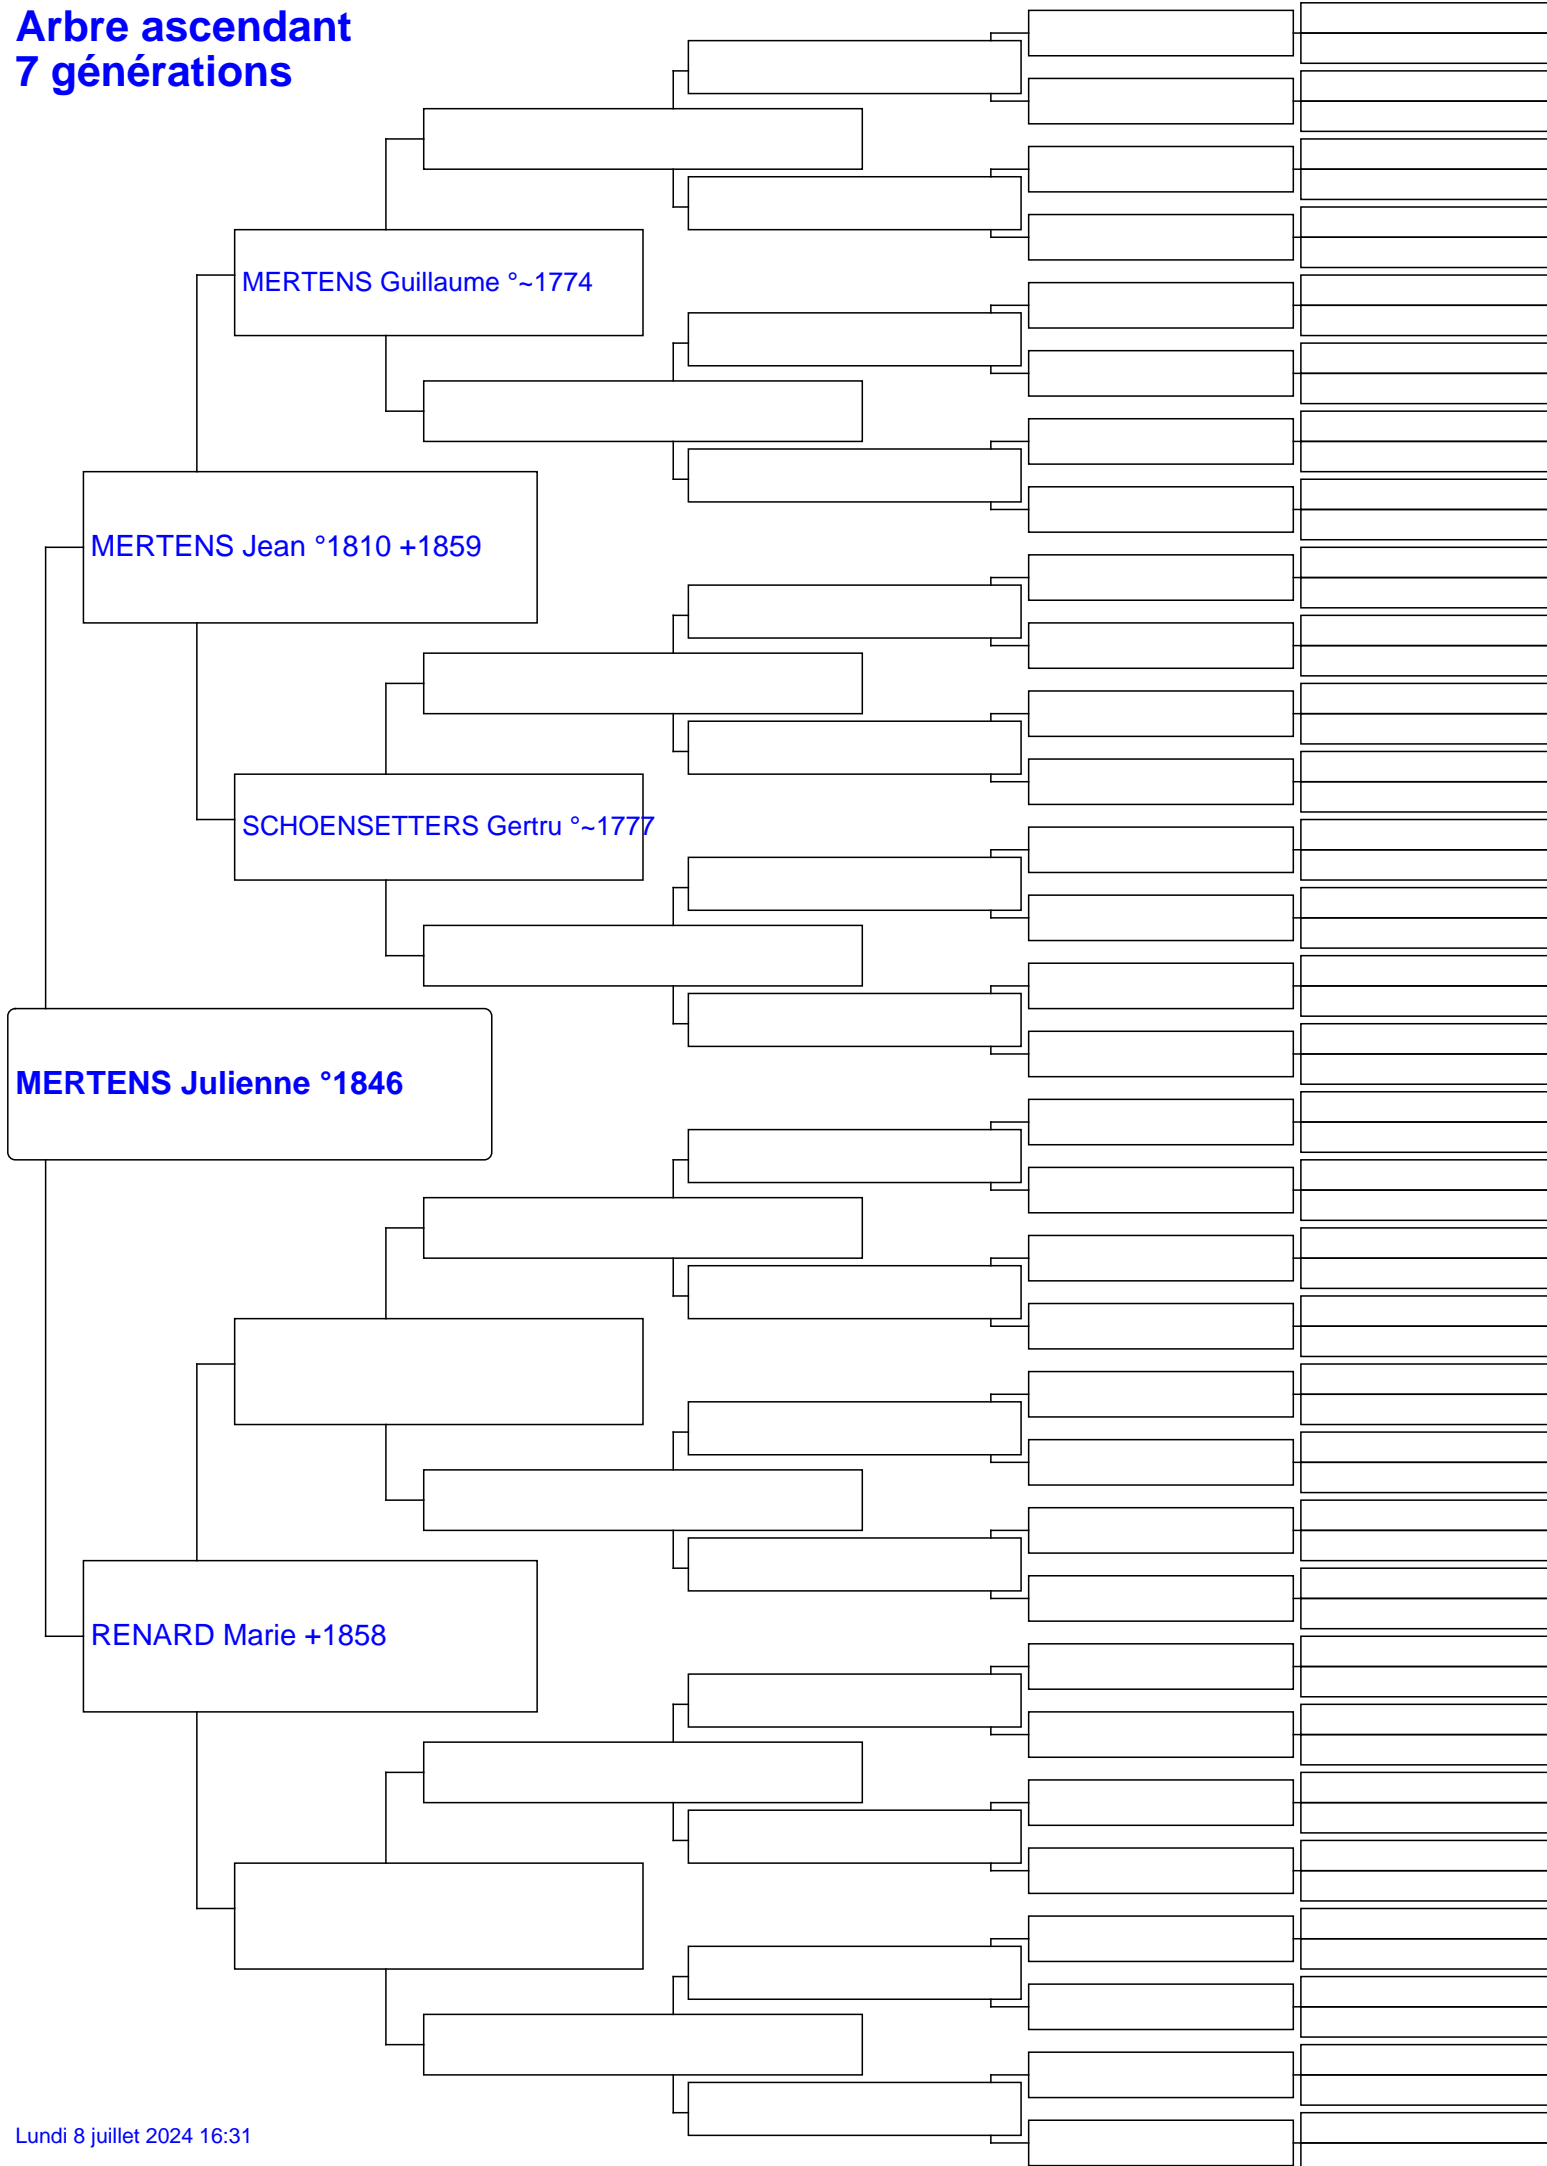 Arbre ascendant
7 générations
MERTENS Guillaume °~1774
MERTENS Jean °1810 +1859
SCHOENSETTERS Gertru °~1777
MERTENS Julienne °1846
RENARD Marie +1858
Lundi 8 juillet 2024 16:31